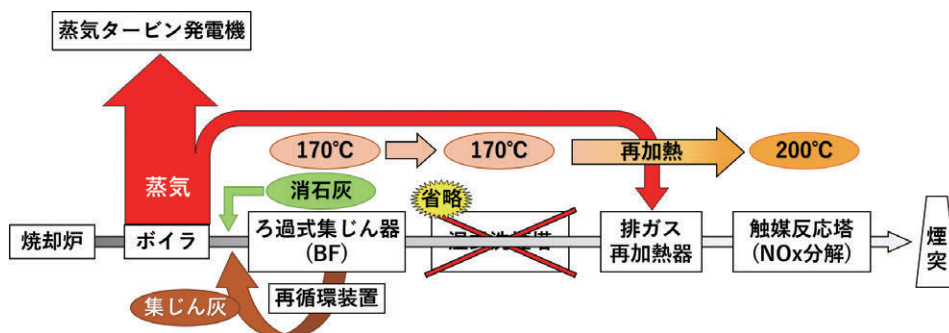 蒸気タービン発電機
170℃
170℃
再加熱
200℃
蒸気
消石灰
省略
焼却炉
ボイラ
ろ過式集じん器
(BF)
排ガス
再加熱器
触媒反応塔
(NOx分解)
煙
突
集じん灰
再循環装置